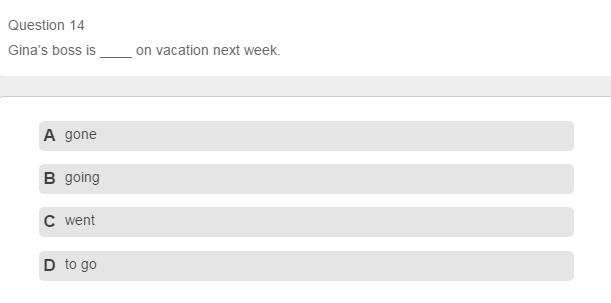 Question 14
Gina's boss is ____ on vacation next week.
A gone
B going
C went
D to go